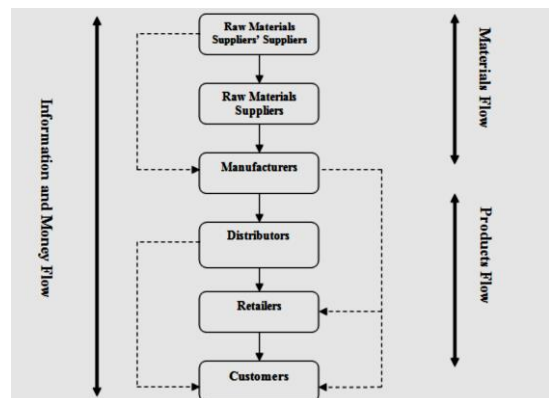 Raw Materials
Suppliers' Suppliers
Raw Materials
Suppliers
Manufacturers
Distributors
Retailers
Customers
Information and Money Flow
Materials Flow
Products Flow